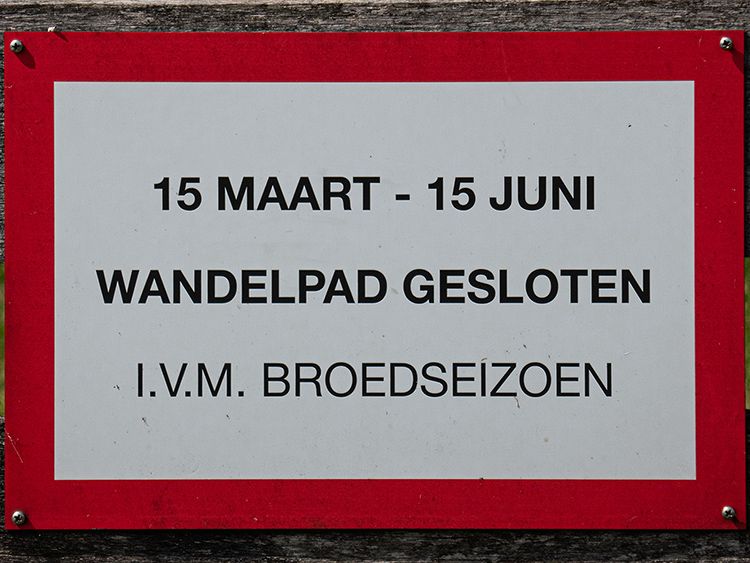 15 MAART - 15 JUNI
WANDELPAD GESLOTEN
I.V.M. BROEDSEIZOEN